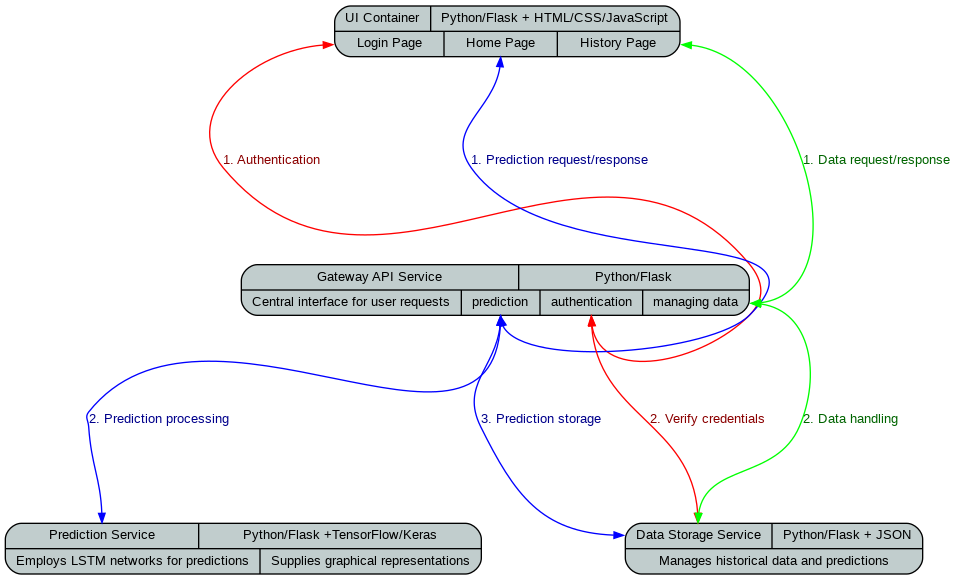 UI Container
Python/Flask + HTML/CSS/JavaScript
Login Page
Home Page
History Page
1. Authentication
1. Prediction request/response
1. Data request/response
Gateway API Service
Python/Flask
Central interface for user requests
prediction
authentication
managing data
2. Prediction processing
3. Prediction storage
2. Verify credentials
2. Data handling
Prediction Service
Python/Flask +TensorFlow/Keras
Employs LSTM networks for predictions
Supplies graphical representations
Data Storage Service
Python/Flask + JSON
Manages historical data and predictions